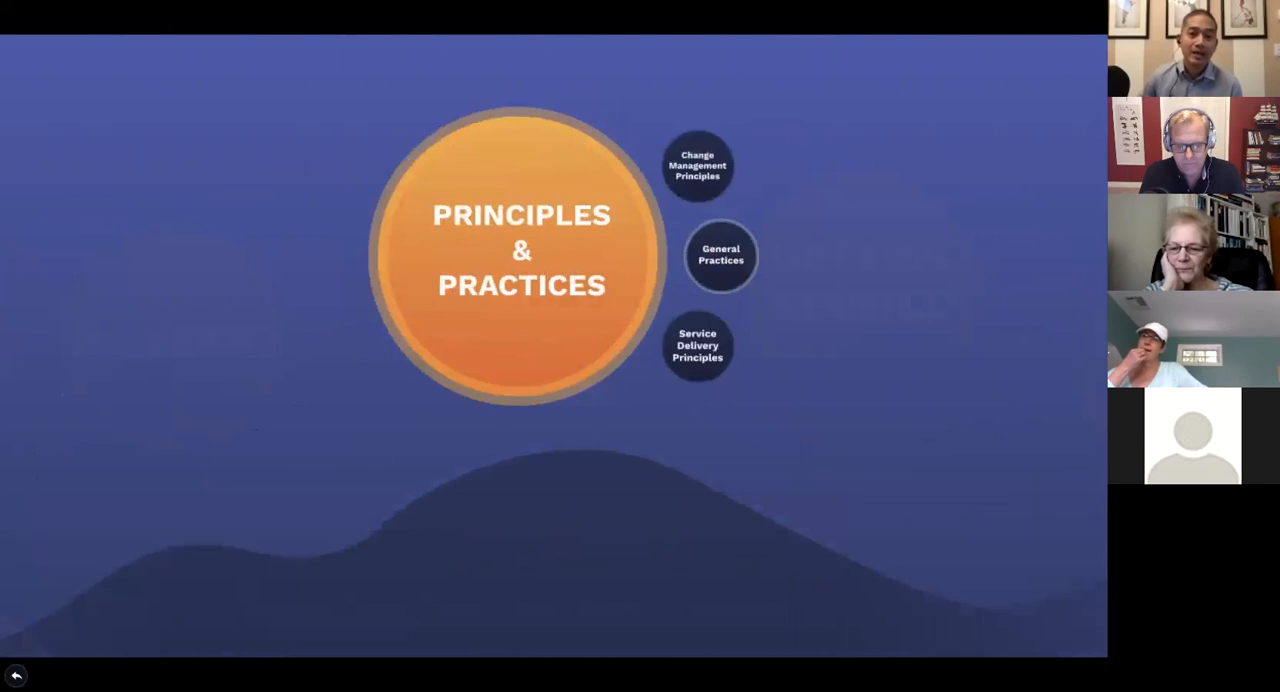 PRINCIPLES
&
PRACTICES
Change
Management
Principles
General
Practices
Service
Delivery
Principles